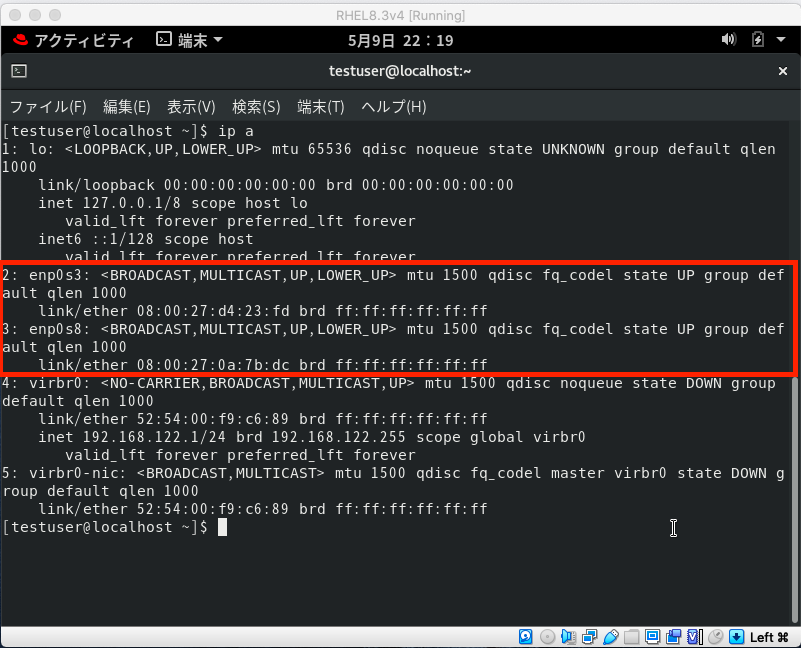 RHEL8.3v4 [Running]
アクティビティ 端末 5月9日 22：19
testuser@localhost:~
ファイル(F) 編集(E) 表示(V) 検索(S) 端末(T) ヘルプ(H)
[testuser@localhost ~]$ ip a
1: lo: <LOOPBACK,UP,LOWER_UP> mtu 65536 qdisc noqueue state UNKNOWN group default qlen
1000
    link/loopback 00:00:00:00:00:00 brd 00:00:00:00:00:00
    inet 127.0.0.1/8 scope host lo
       valid_lft forever preferred_lft forever
    inet6 ::1/128 scope host
       valid_lft forever preferred_lft forever
2: enp0s3: <BROADCAST,MULTICAST,UP,LOWER_UP> mtu 1500 qdisc fq_codel state UP group def
ault qlen 1000
    link/ether 08:00:27:d4:23:fd brd ff:ff:ff:ff:ff:ff
3: enp0s8: <BROADCAST,MULTICAST,UP,LOWER_UP> mtu 1500 qdisc fq_codel state UP group def
ault qlen 1000
    link/ether 08:00:27:0a:7b:dc brd ff:ff:ff:ff:ff:ff
4: virbr0: <NO-CARRIER,BROADCAST,MULTICAST,UP> mtu 1500 qdisc noqueue state DOWN group
default qlen 1000
    link/ether 52:54:00:f9:c6:89 brd ff:ff:ff:ff:ff:ff
    inet 192.168.122.1/24 brd 192.168.122.255 scope global virbr0
       valid_lft forever preferred_lft forever
5: virbr0-nic: <BROADCAST,MULTICAST> mtu 1500 qdisc fq_codel master virbr0 state DOWN g
roup default qlen 1000
    link/ether 52:54:00:f9:c6:89 brd ff:ff:ff:ff:ff:ff
[testuser@localhost ~]$
Left ⌘